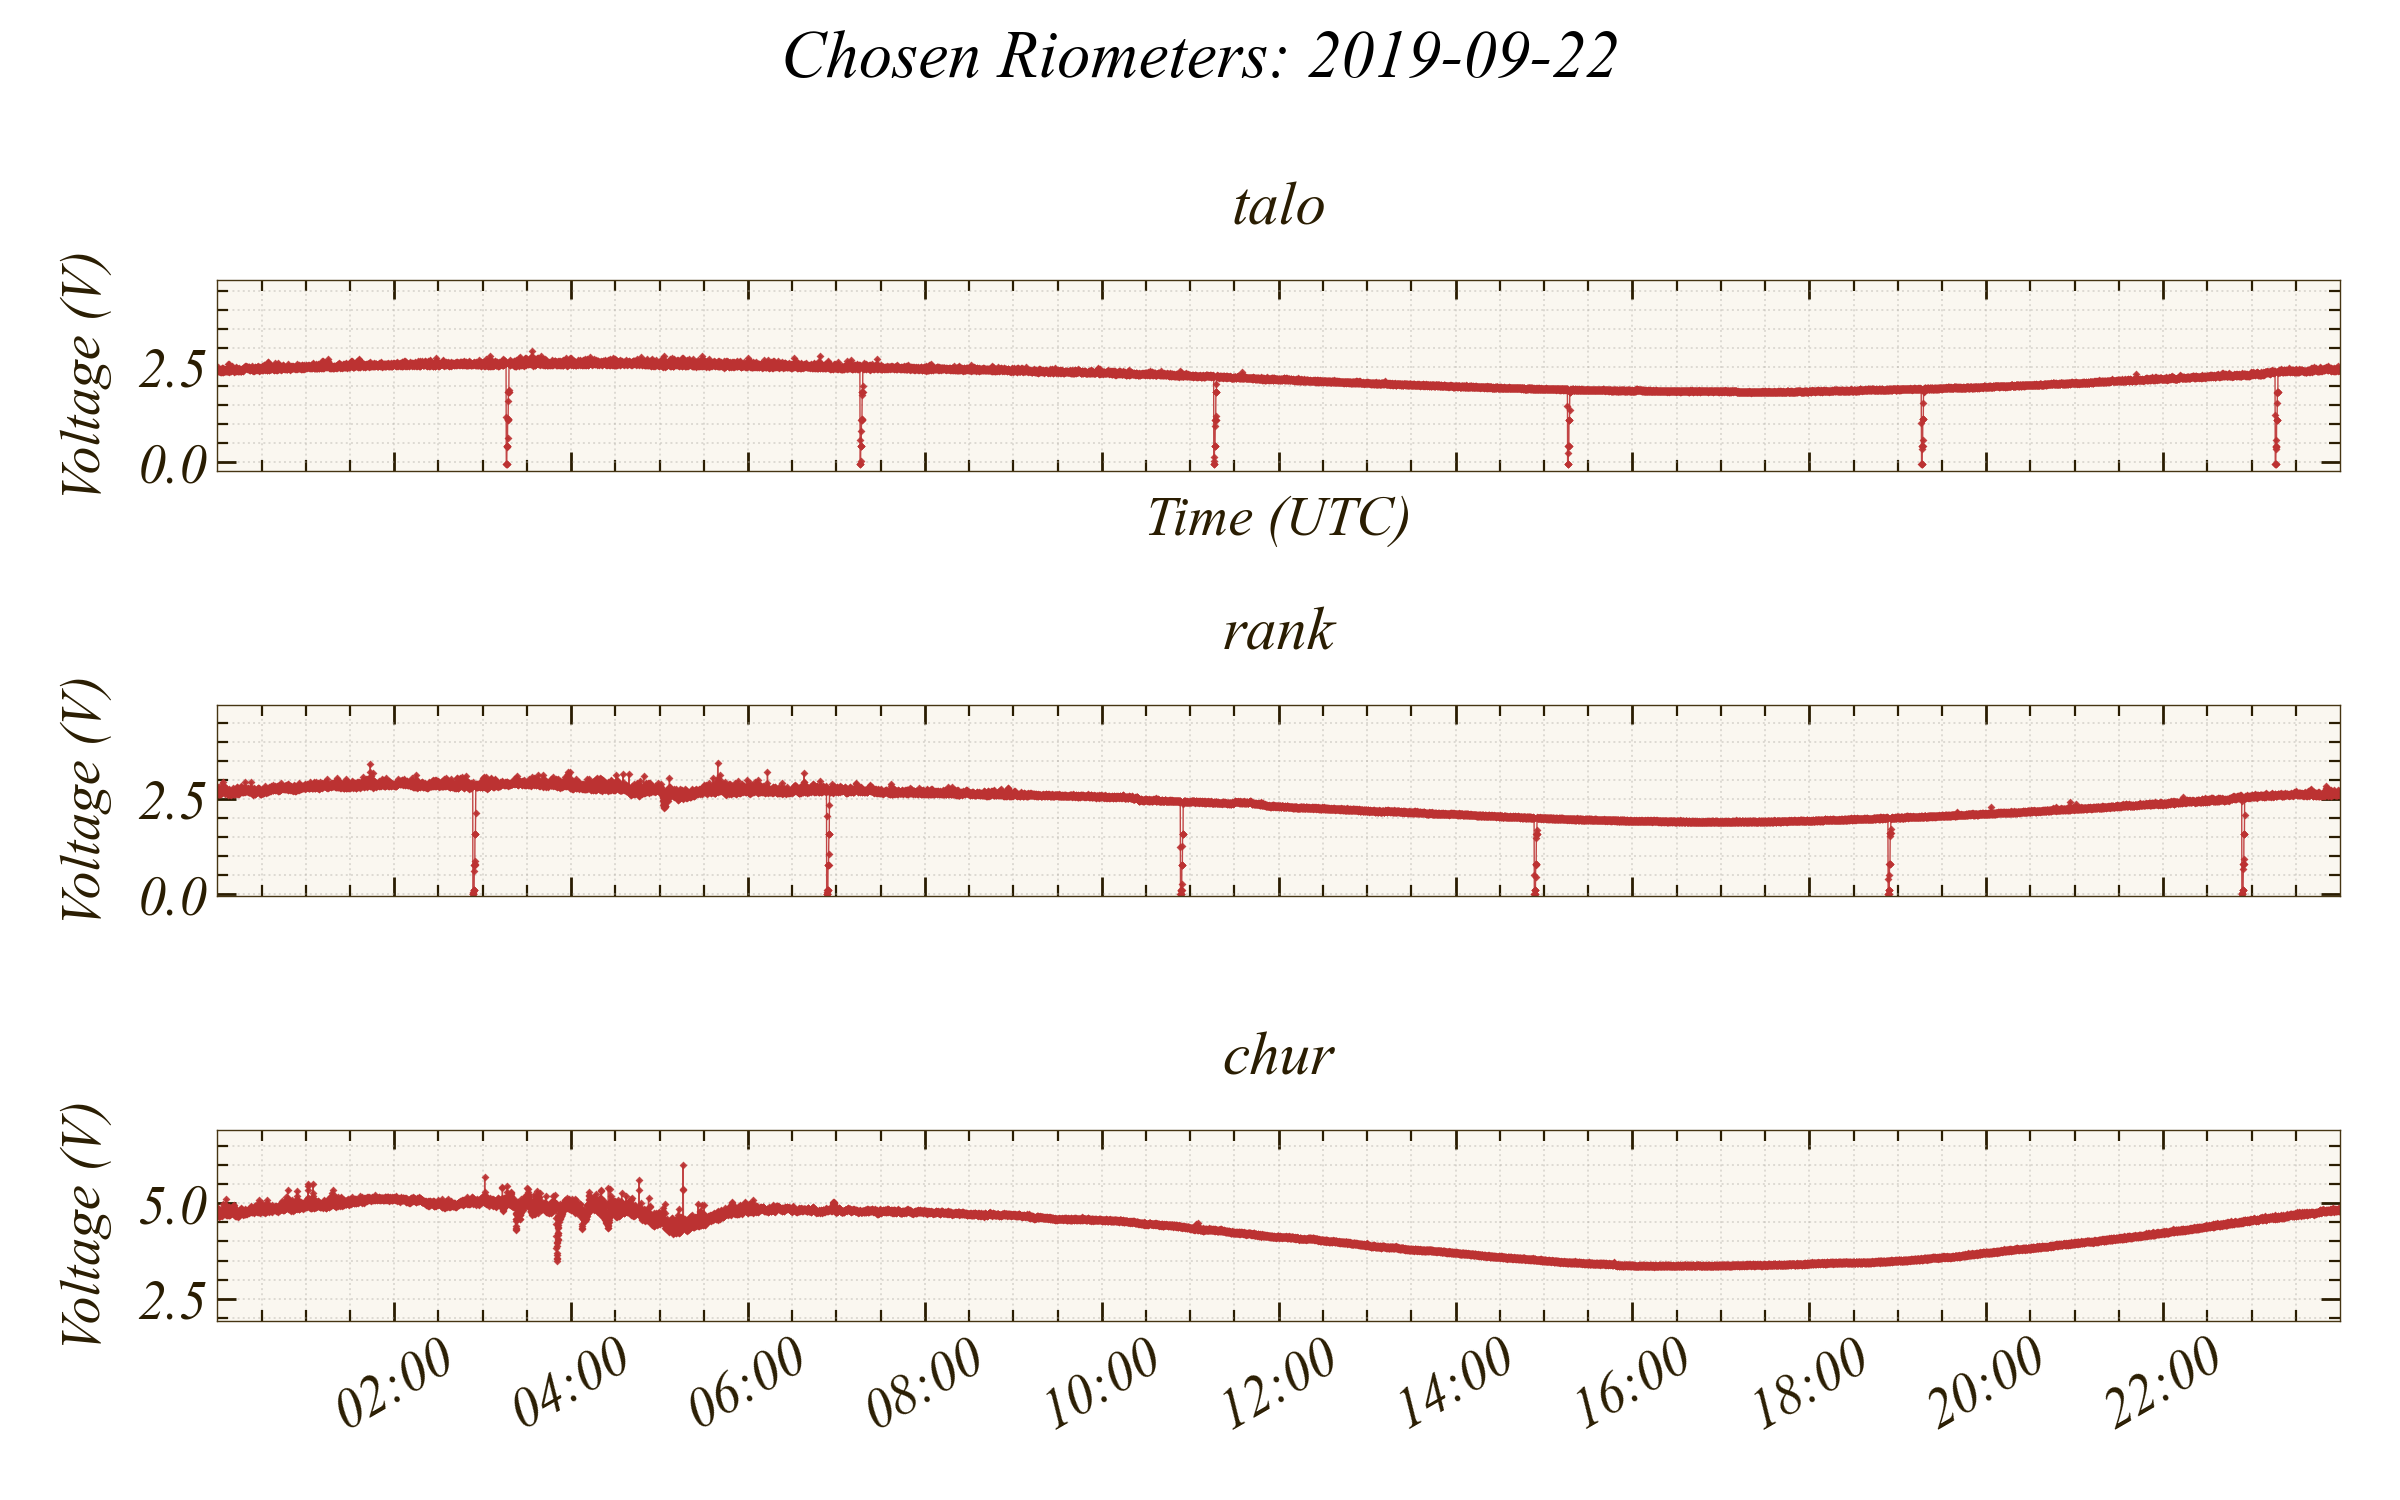 Chosen Riometers: 2019-09-22
talo
Voltage (V)
2.5
0.0
Time (UTC)
rank
Voltage (V)
2.5
0.0
chur
Voltage (V)
5.0
2.5
02:00 04:00 06:00 08:00 10:00 12:00 14:00 16:00 18:00 20:00 22:00